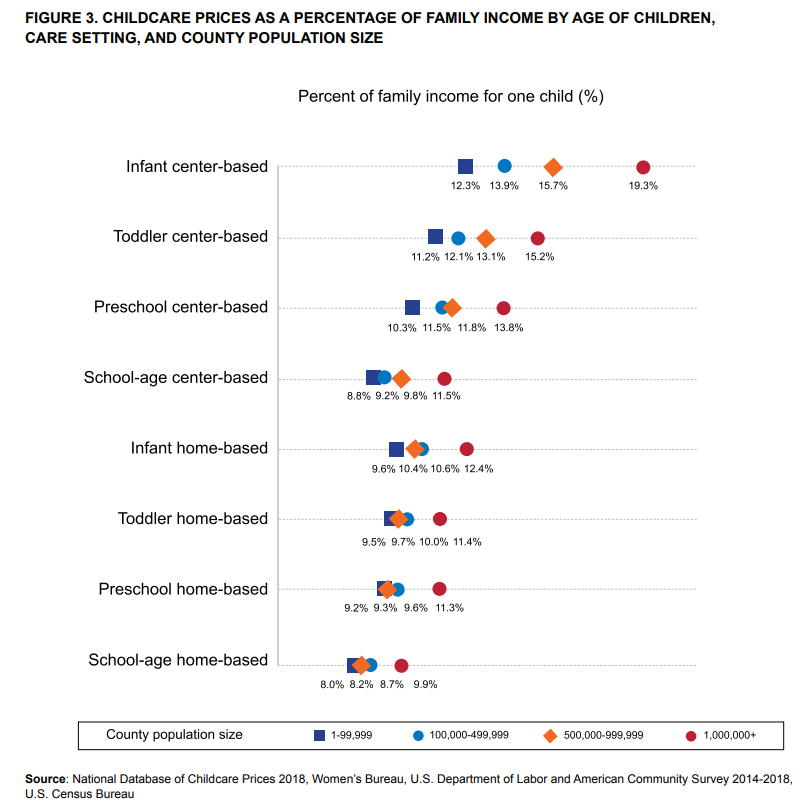 FIGURE 3. CHILDCARE PRICES AS A PERCENTAGE OF FAMILY INCOME BY AGE OF CHILDREN,
CARE SETTING, AND COUNTY POPULATION SIZE
Percent of family income for one child (%)
Infant center-based
12.3% 13.9% 15.7% 19.3%
Toddler center-based
11.2% 12.1% 13.1% 15.2%
Preschool center-based
10.3% 11.5% 11.8% 13.8%
School-age center-based
8.8% 9.2% 9.8% 11.5%
Infant home-based
9.6% 10.4% 10.6% 12.4%
Toddler home-based
9.5% 9.7% 10.0% 11.4%
Preschool home-based
9.2% 9.3% 9.6% 11.3%
School-age home-based
8.0% 8.2% 8.7% 9.9%
County population size 1-99,999 100,000-499,999 500,000-999,999 1,000,000+
Source: National Database of Childcare Prices 2018, Women’s Bureau, U.S. Department of Labor and American Community Survey 2014-2018,
U.S. Census Bureau